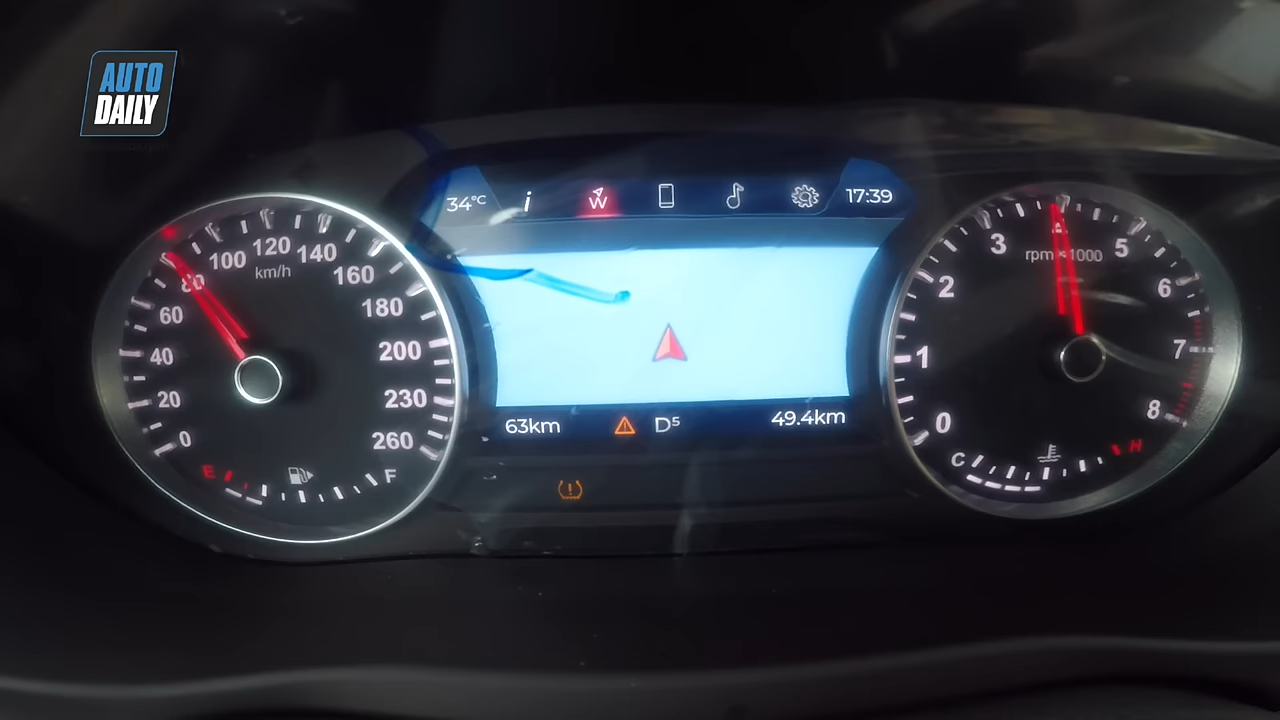 AUTO
DAILY
34°C i W 17:39
0 20 40 60 80 100 120 140 160 180 200 230 260
km/h
E F
63km D5 49.4km
0 1 2 3 4 5 6 7 8
rpm × 1000
C H